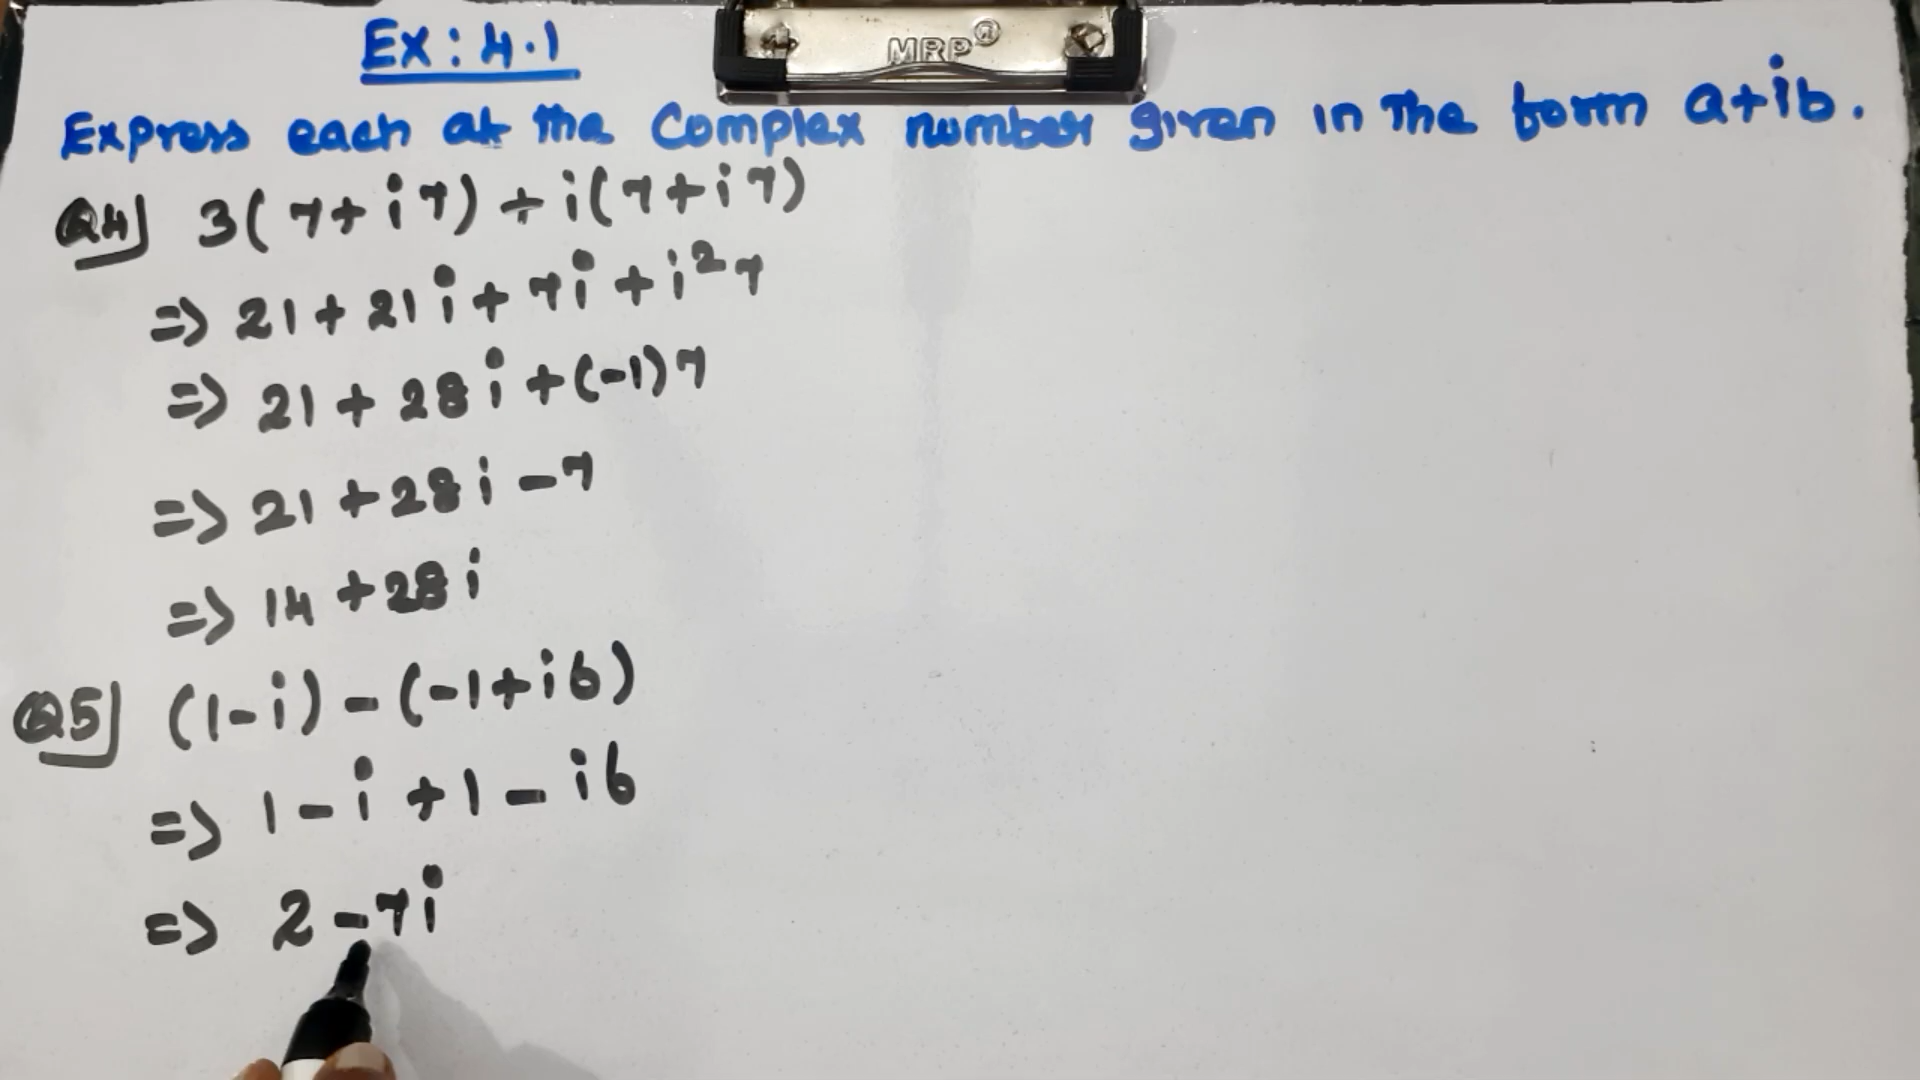 MRP®
EX: 4.1
Express each of the Complex number given in the form a+ib.
Q4] 3(7+i7)+i(7+i7)
=> 21+21i+7i+i²7
=> 21+28i+(-1)7
=> 21+28i-7
=> 14+28i
Q5] (1-i)-(-1+i6)
=> 1-i+1-i6
=> 2-7i